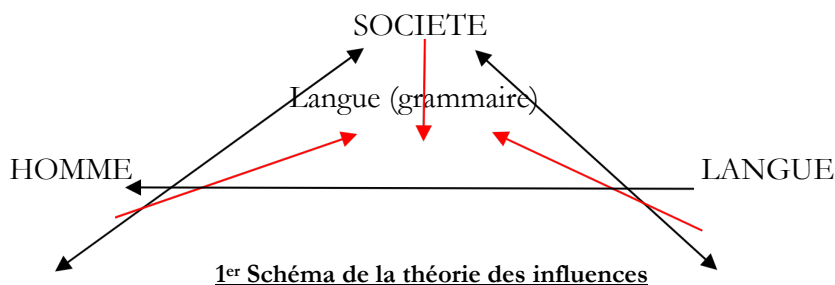 SOCIETE
Langue (grammaire)
HOMME
LANGUE
1er Schéma de la théorie des influences